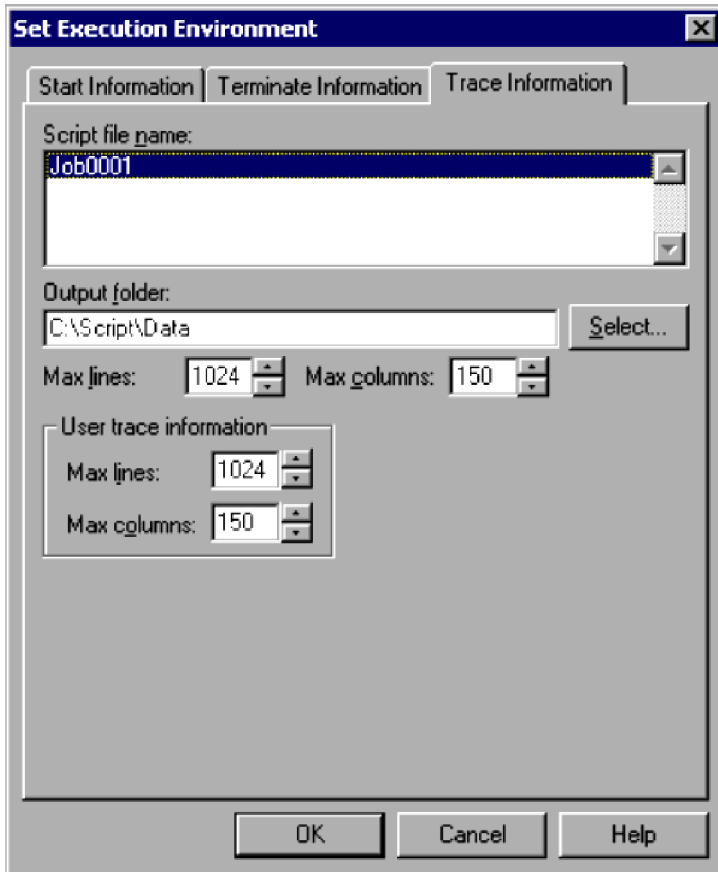 Set Execution Environment
Start Information Terminate Information Trace Information
Script file name:
Job0001
Output folder:
C:\Script\Data Select...
Max lines: 1024 Max columns: 150
User trace information
Max lines: 1024
Max columns: 150
OK Cancel Help